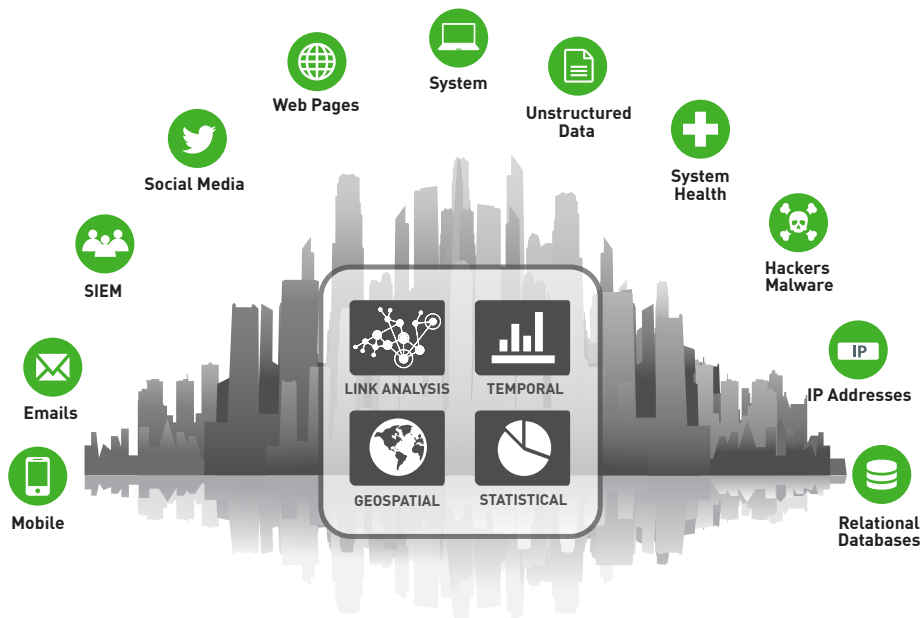 System
Web Pages
Unstructured
Data
Social Media
System
Health
SIEM
Hackers
Malware
Emails
IP
IP Addresses
Mobile
Relational
Databases
LINK ANALYSIS
TEMPORAL
GEOSPATIAL
STATISTICAL